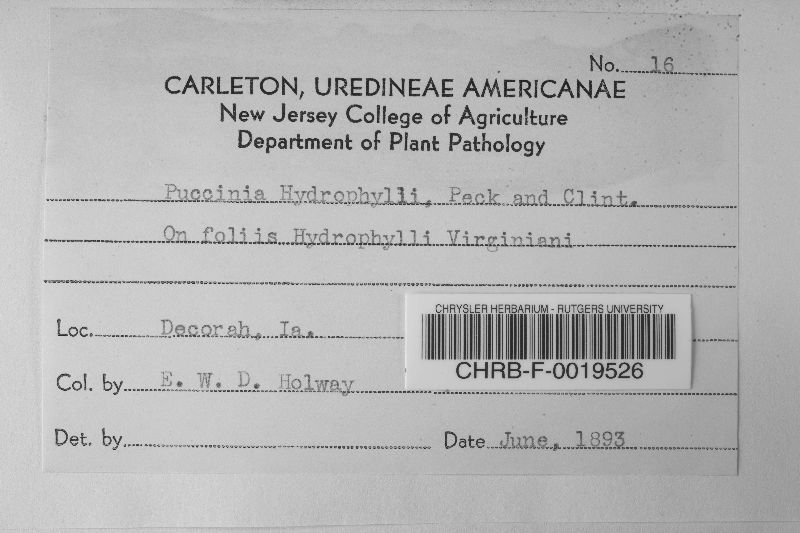 No. 16
CARLETON, UREDINEAE AMERICANAE
New Jersey College of Agriculture
Department of Plant Pathology
Puccinia Hydrophylli, Peck and Clint.
On foliis Hydrophylli Virginiani
Loc. Decorah, Ia.
CHRYSLER HERBARIUM - RUTGERS UNIVERSITY
CHRB-F-0019526
Col. by E. W. D. Holway
Det. by
Date June, 1893